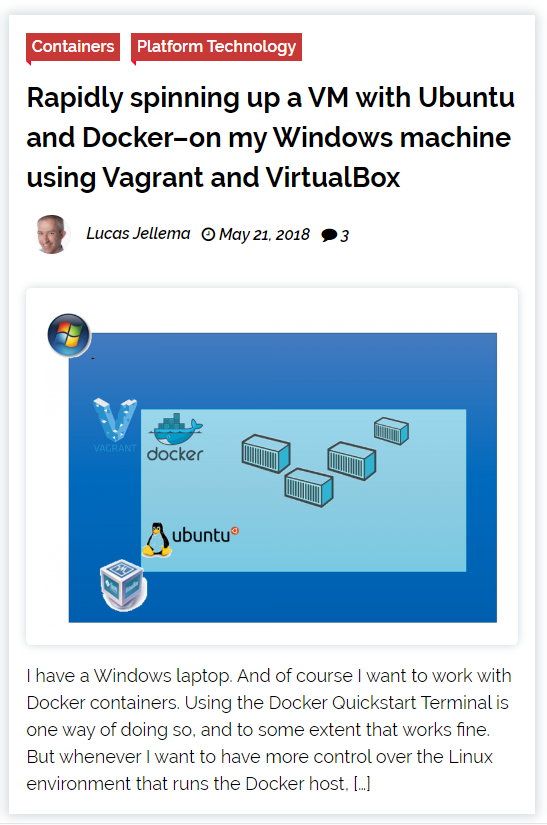 Containers Platform Technology
Rapidly spinning up a VM with Ubuntu
and Docker–on my Windows machine
using Vagrant and VirtualBox
Lucas Jellema May 21, 2018 3
VAGRANT
docker
ubuntu
I have a Windows laptop. And of course I want to work with
Docker containers. Using the Docker Quickstart Terminal is
one way of doing so, and to some extent that works fine.
But whenever I want to have more control over the Linux
environment that runs the Docker host, […]